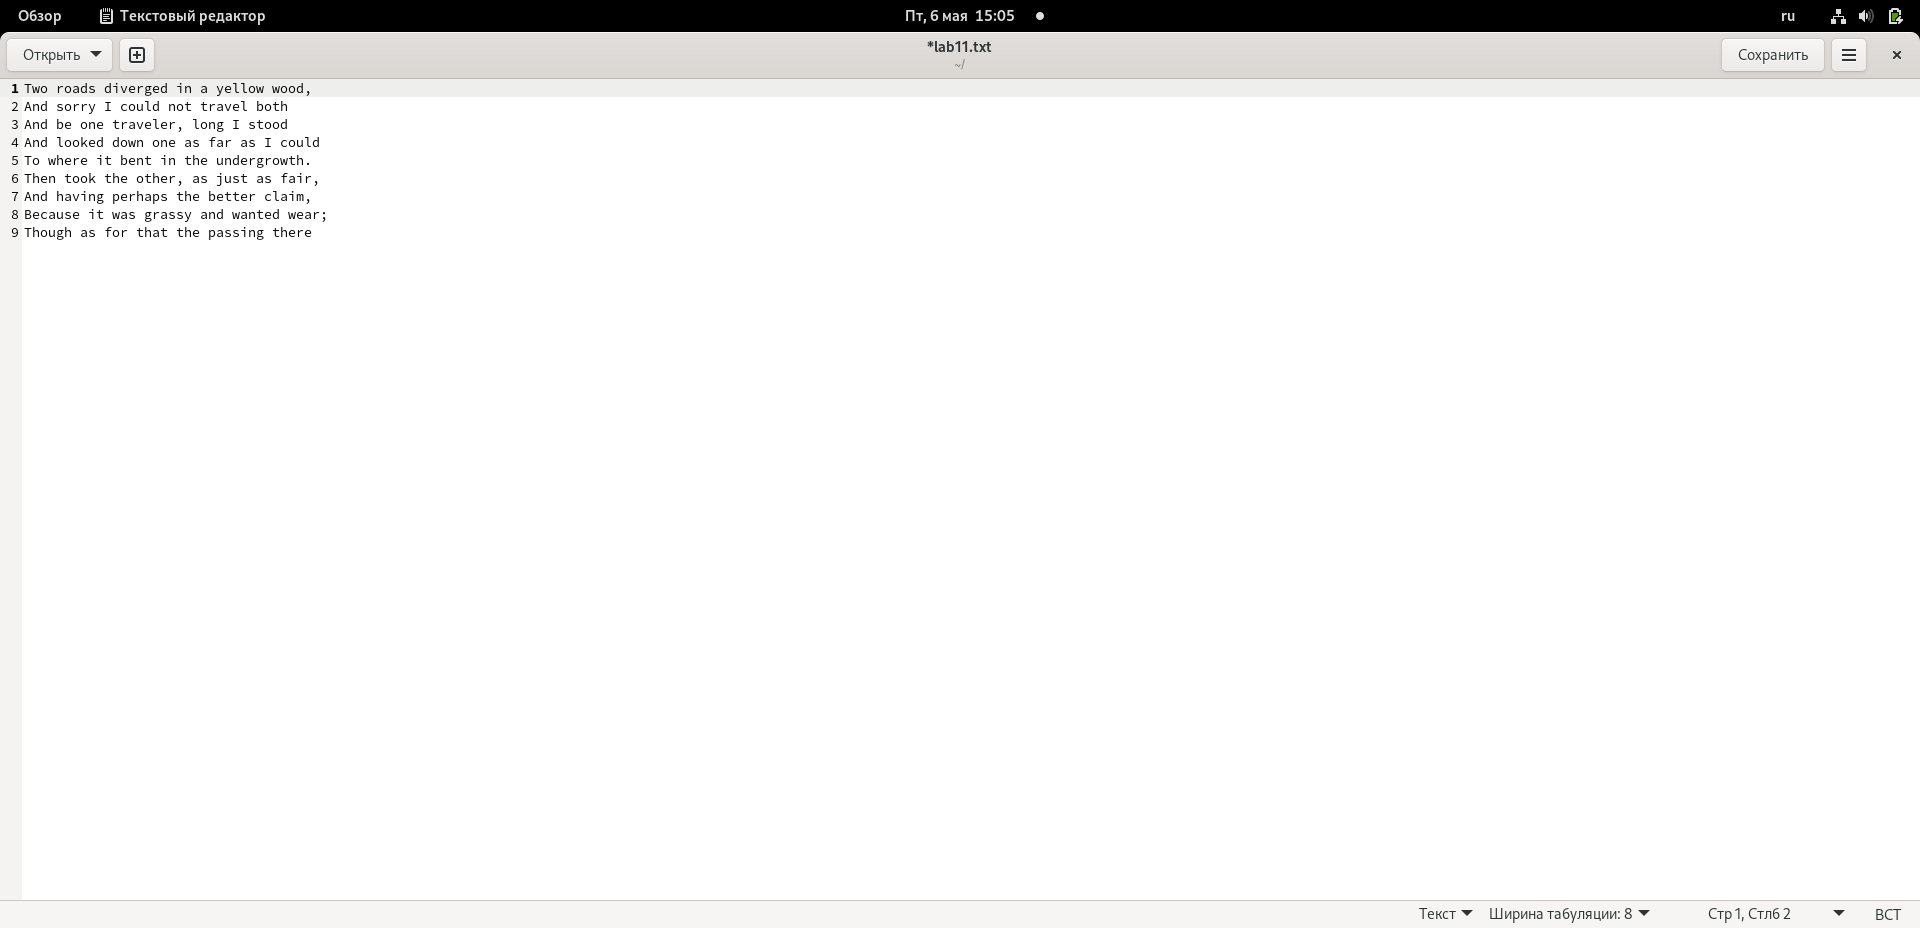 Обзор Текстовый редактор Пт, 6 мая 15:05 ru
Открыть *lab11.txt Сохранить
~/
1 Two roads diverged in a yellow wood,
2 And sorry I could not travel both
3 And be one traveler, long I stood
4 And looked down one as far as I could
5 To where it bent in the undergrowth.
6 Then took the other, as just as fair,
7 And having perhaps the better claim,
8 Because it was grassy and wanted wear;
9 Though as for that the passing there
Текст Ширина табуляции: 8 Стр 1, Стлб 2 ВСТ